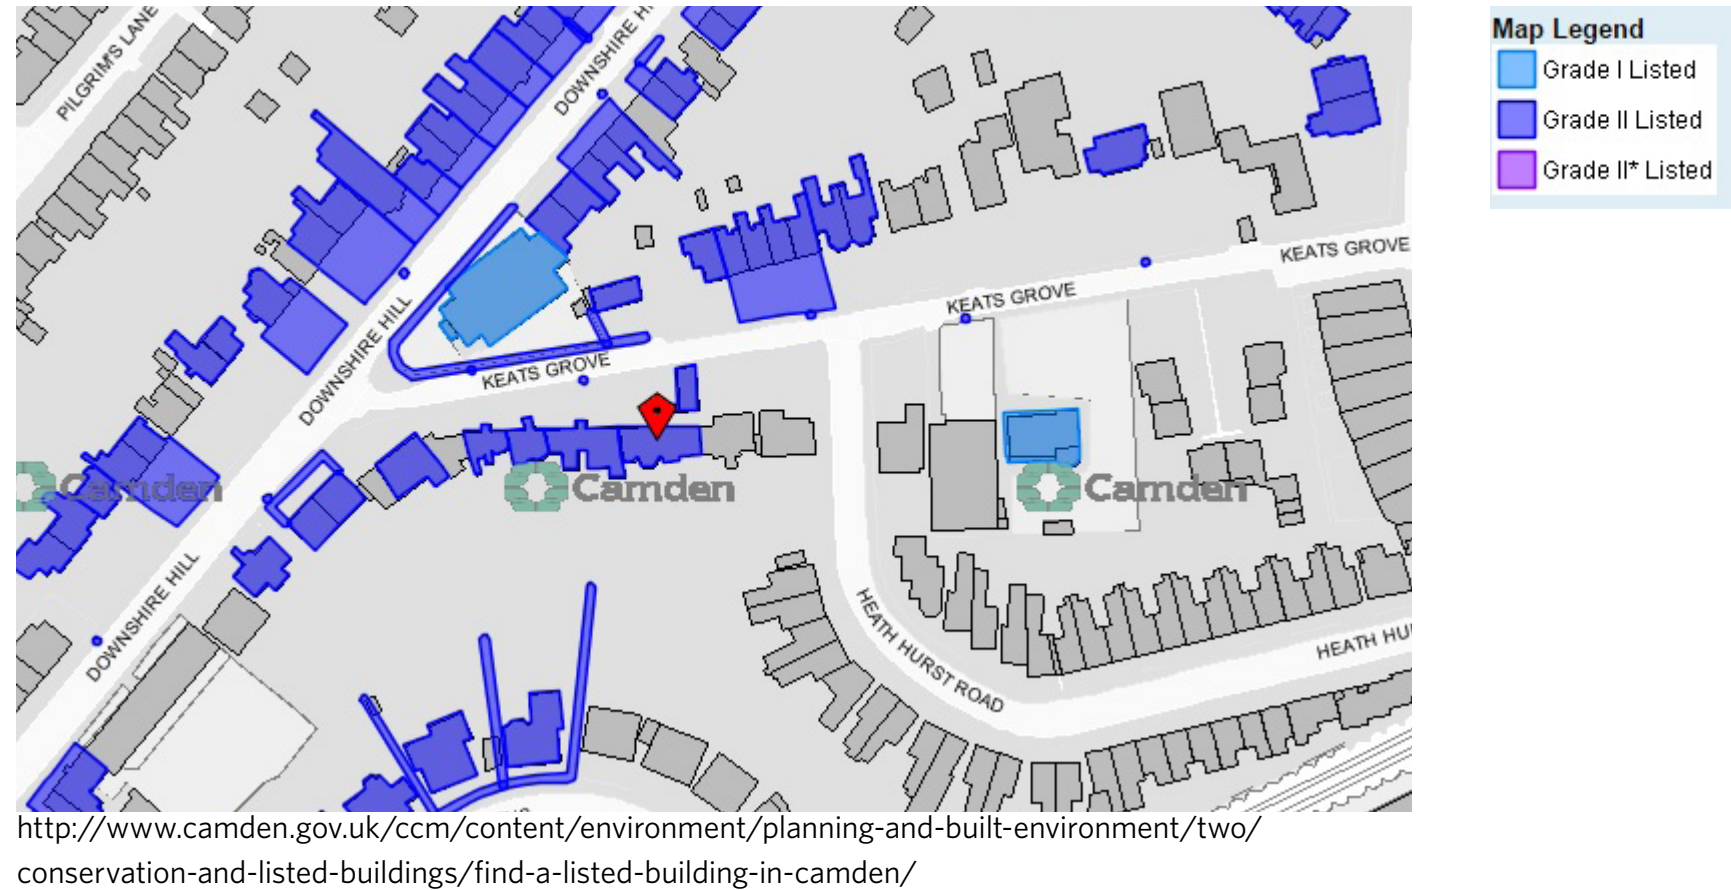 PILGRIM'S LANE
DOWNSHIRE H
Map Legend
Grade I Listed
Grade II Listed
Grade II* Listed
KEATS GROVE
KEATS GROVE
DOWNSHIRE HILL
KEATS GROVE
Camden
Camden
Camden
DOWNSHIRE HILL
HEATH HURST ROAD
HEATH HU
http://www.camden.gov.uk/ccm/content/environment/planning-and-built-environment/two/
conservation-and-listed-buildings/find-a-listed-building-in-camden/